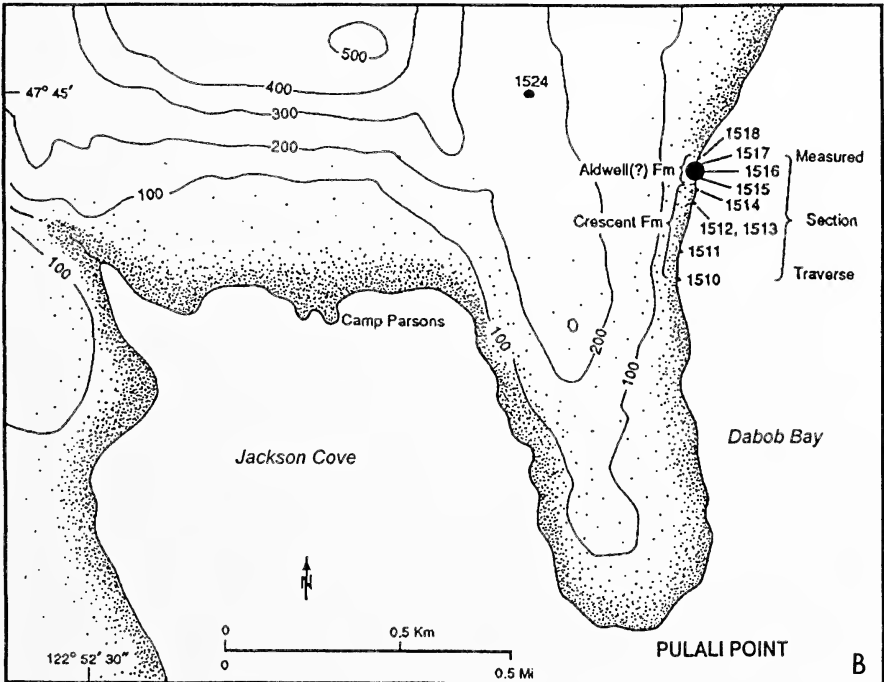 500
400
300
200
100
47° 45'
1524
1518
1517
1516
1515
1514
1512, 1513
1511
1510
Measured
Section
Traverse
Aldwell(?) Fm
Crescent Fm
100
Camp Parsons
100
200
100
Jackson Cove
Dabob Bay
N
0 0.5 Km
0 0.5 Mi
122° 52' 30"
PULALI POINT
B